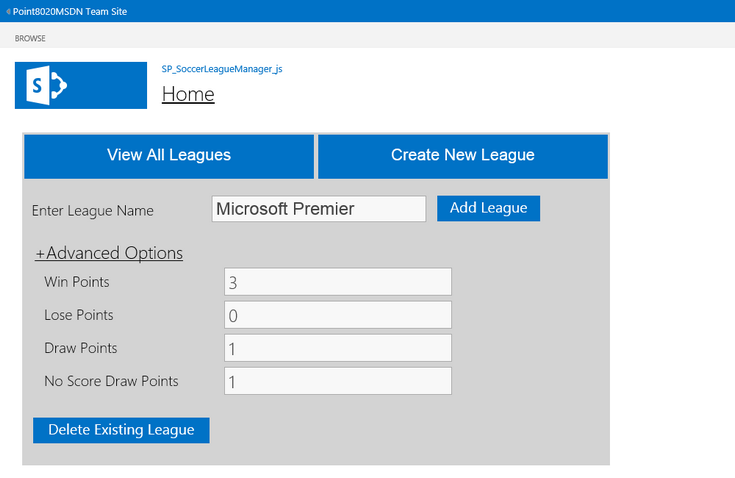 Point8020MSDN Team Site
BROWSE
S
SP_SoccerLeagueManager_js
Home
View All Leagues
Create New League
Enter League Name
Microsoft Premier
Add League
+Advanced Options
Win Points
3
Lose Points
0
Draw Points
1
No Score Draw Points
1
Delete Existing League